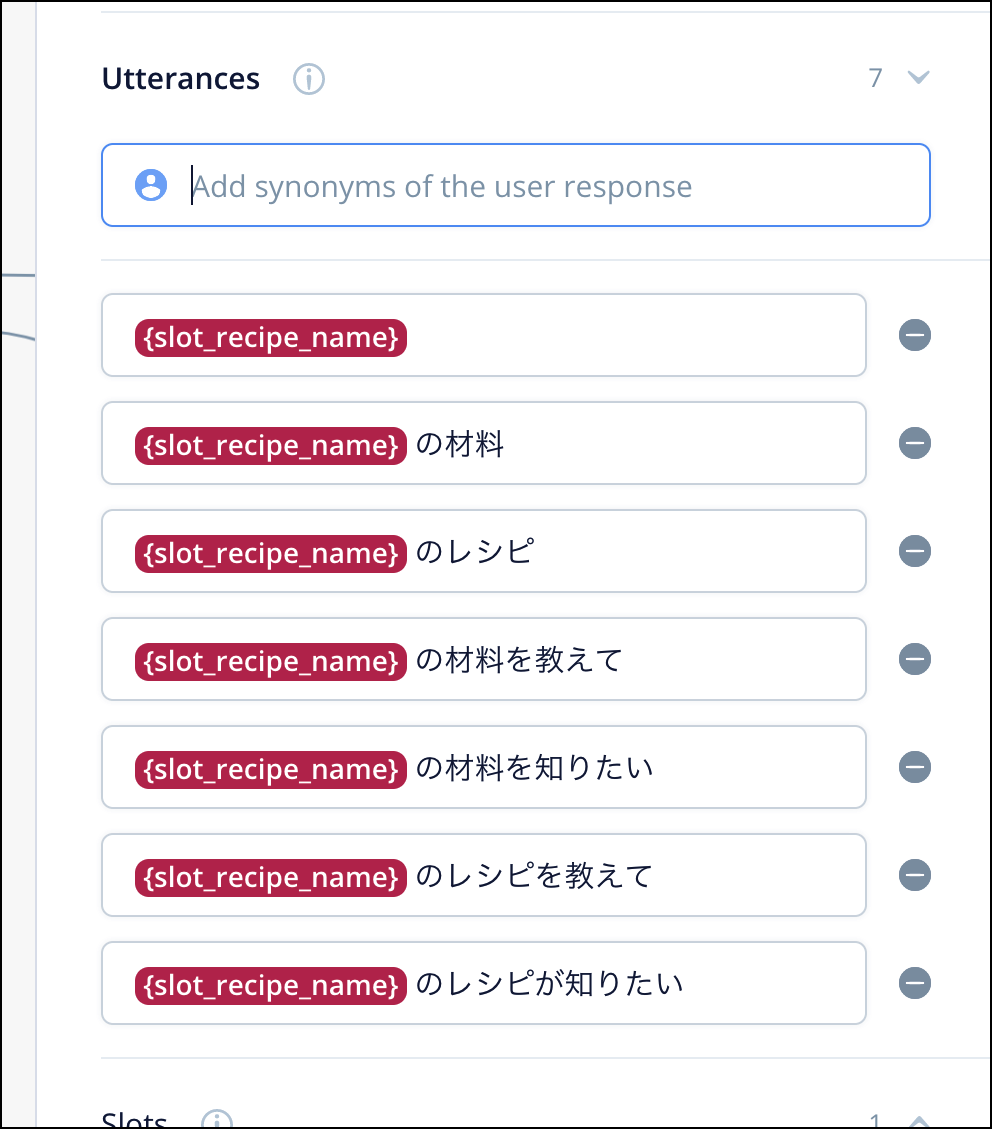 Utterances 7
Add synonyms of the user response
{slot_recipe_name}
{slot_recipe_name} の材料
{slot_recipe_name} のレシピ
{slot_recipe_name} の材料を教えて
{slot_recipe_name} の材料を知りたい
{slot_recipe_name} のレシピを教えて
{slot_recipe_name} のレシピが知りたい
Slots 1